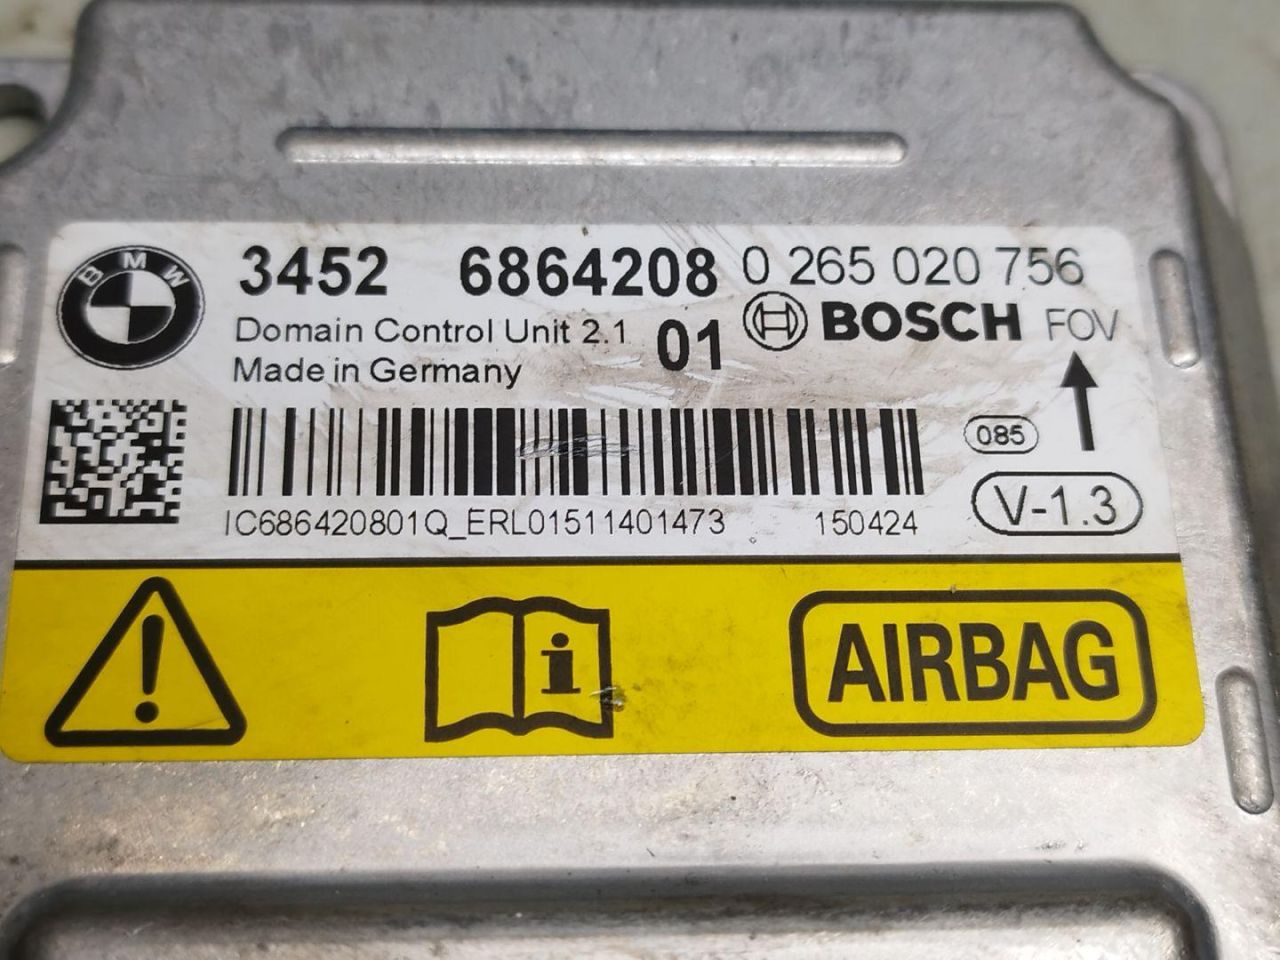 BMW
3452 6864208 0 265 020 756
Domain Control Unit 2.1 01 BOSCH FOV
Made in Germany
085
IC686420801Q_ERL01511401473 150424 V-1.3
i
AIRBAG